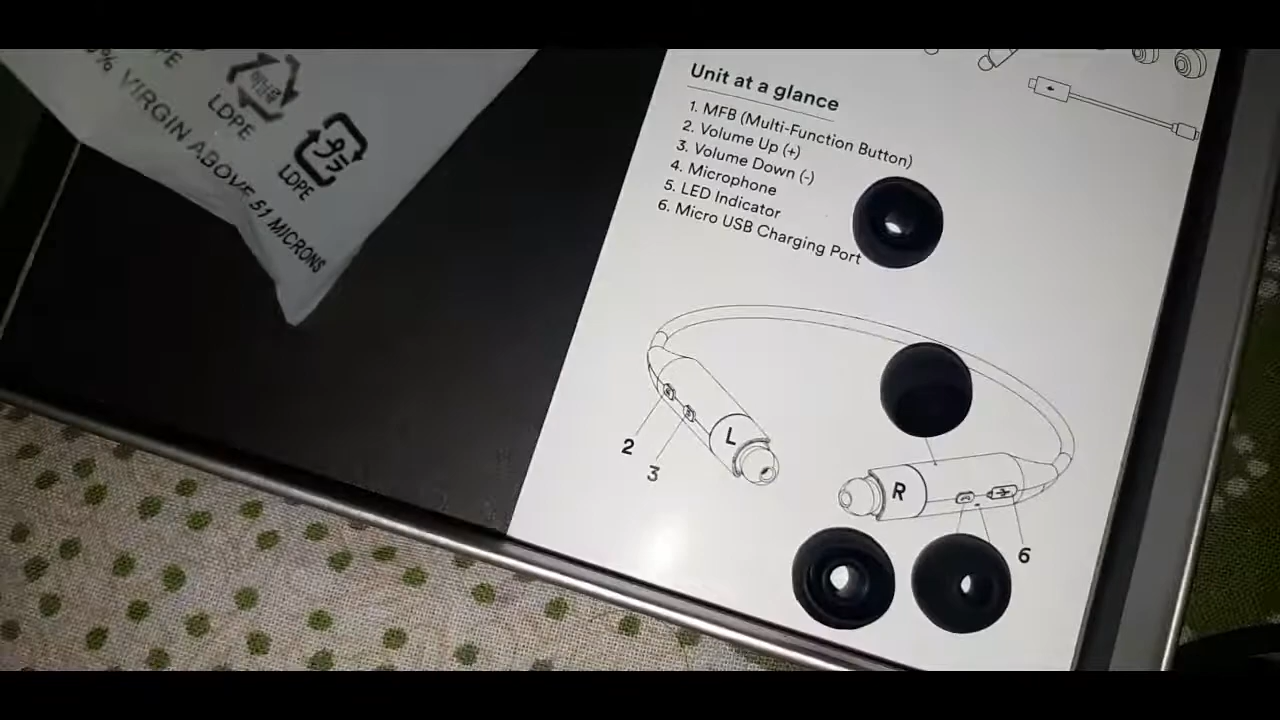 PE
LDPE
LDPE
% VIRGIN ABOVE 51 MICRONS
Unit at a glance
1. MFB (Multi-Function Button)
2. Volume Up (+)
3. Volume Down (-)
4. Microphone
5. LED Indicator
6. Micro USB Charging Port
2
3
L
R
6